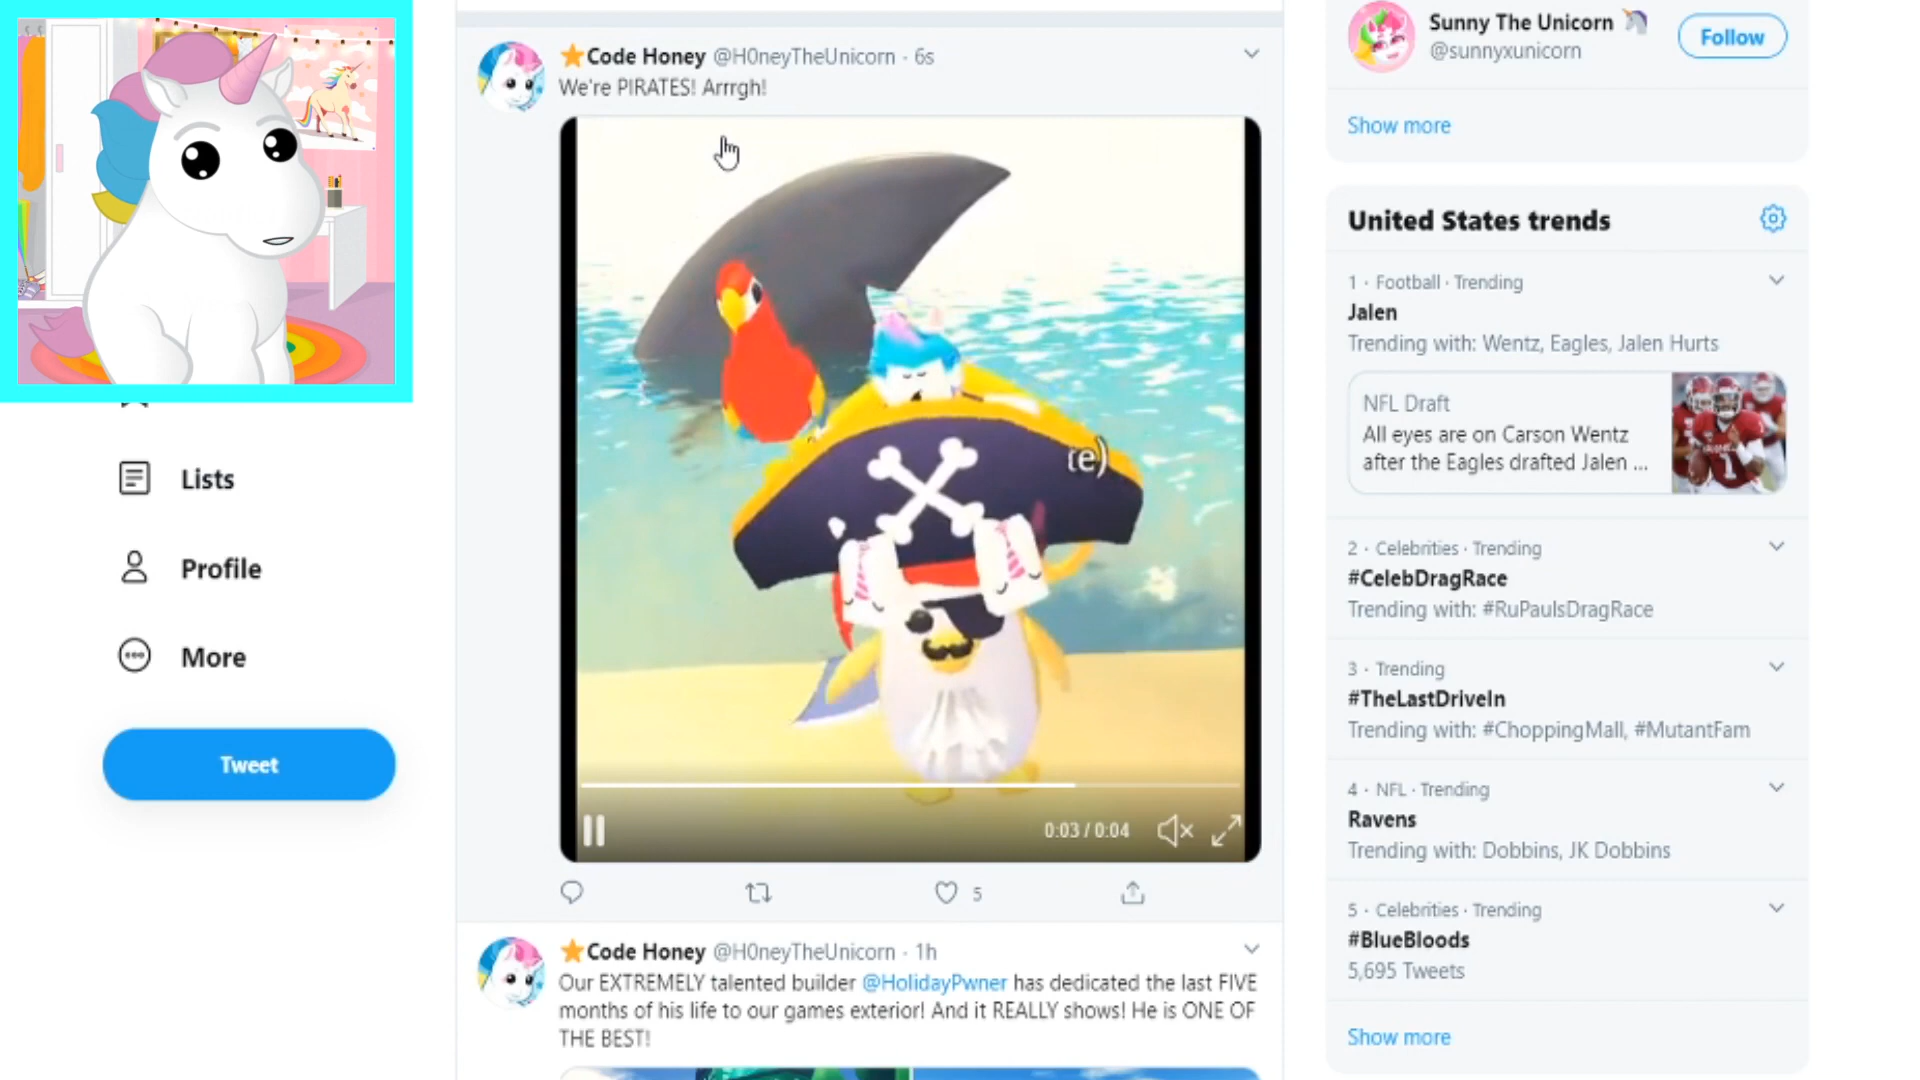 ⭐Code Honey @H0neyTheUnicorn · 6s
We're PIRATES! Arrrgh!
re)
0:03 / 0:04
5
⭐Code Honey @H0neyTheUnicorn · 1h
Our EXTREMELY talented builder @HolidayPwner has dedicated the last FIVE
months of his life to our games exterior! And it REALLY shows! He is ONE OF
THE BEST!
Lists
Profile
More
Tweet
Sunny The Unicorn 🦄
@sunnyxunicorn
Follow
Show more
United States trends
1 · Football · Trending
Jalen
Trending with: Wentz, Eagles, Jalen Hurts
NFL Draft
All eyes are on Carson Wentz
after the Eagles drafted Jalen ...
2 · Celebrities · Trending
#CelebDragRace
Trending with: #RuPaulsDragRace
3 · Trending
#TheLastDriveIn
Trending with: #ChoppingMall, #MutantFam
4 · NFL · Trending
Ravens
Trending with: Dobbins, JK Dobbins
5 · Celebrities · Trending
#BlueBloods
5,695 Tweets
Show more